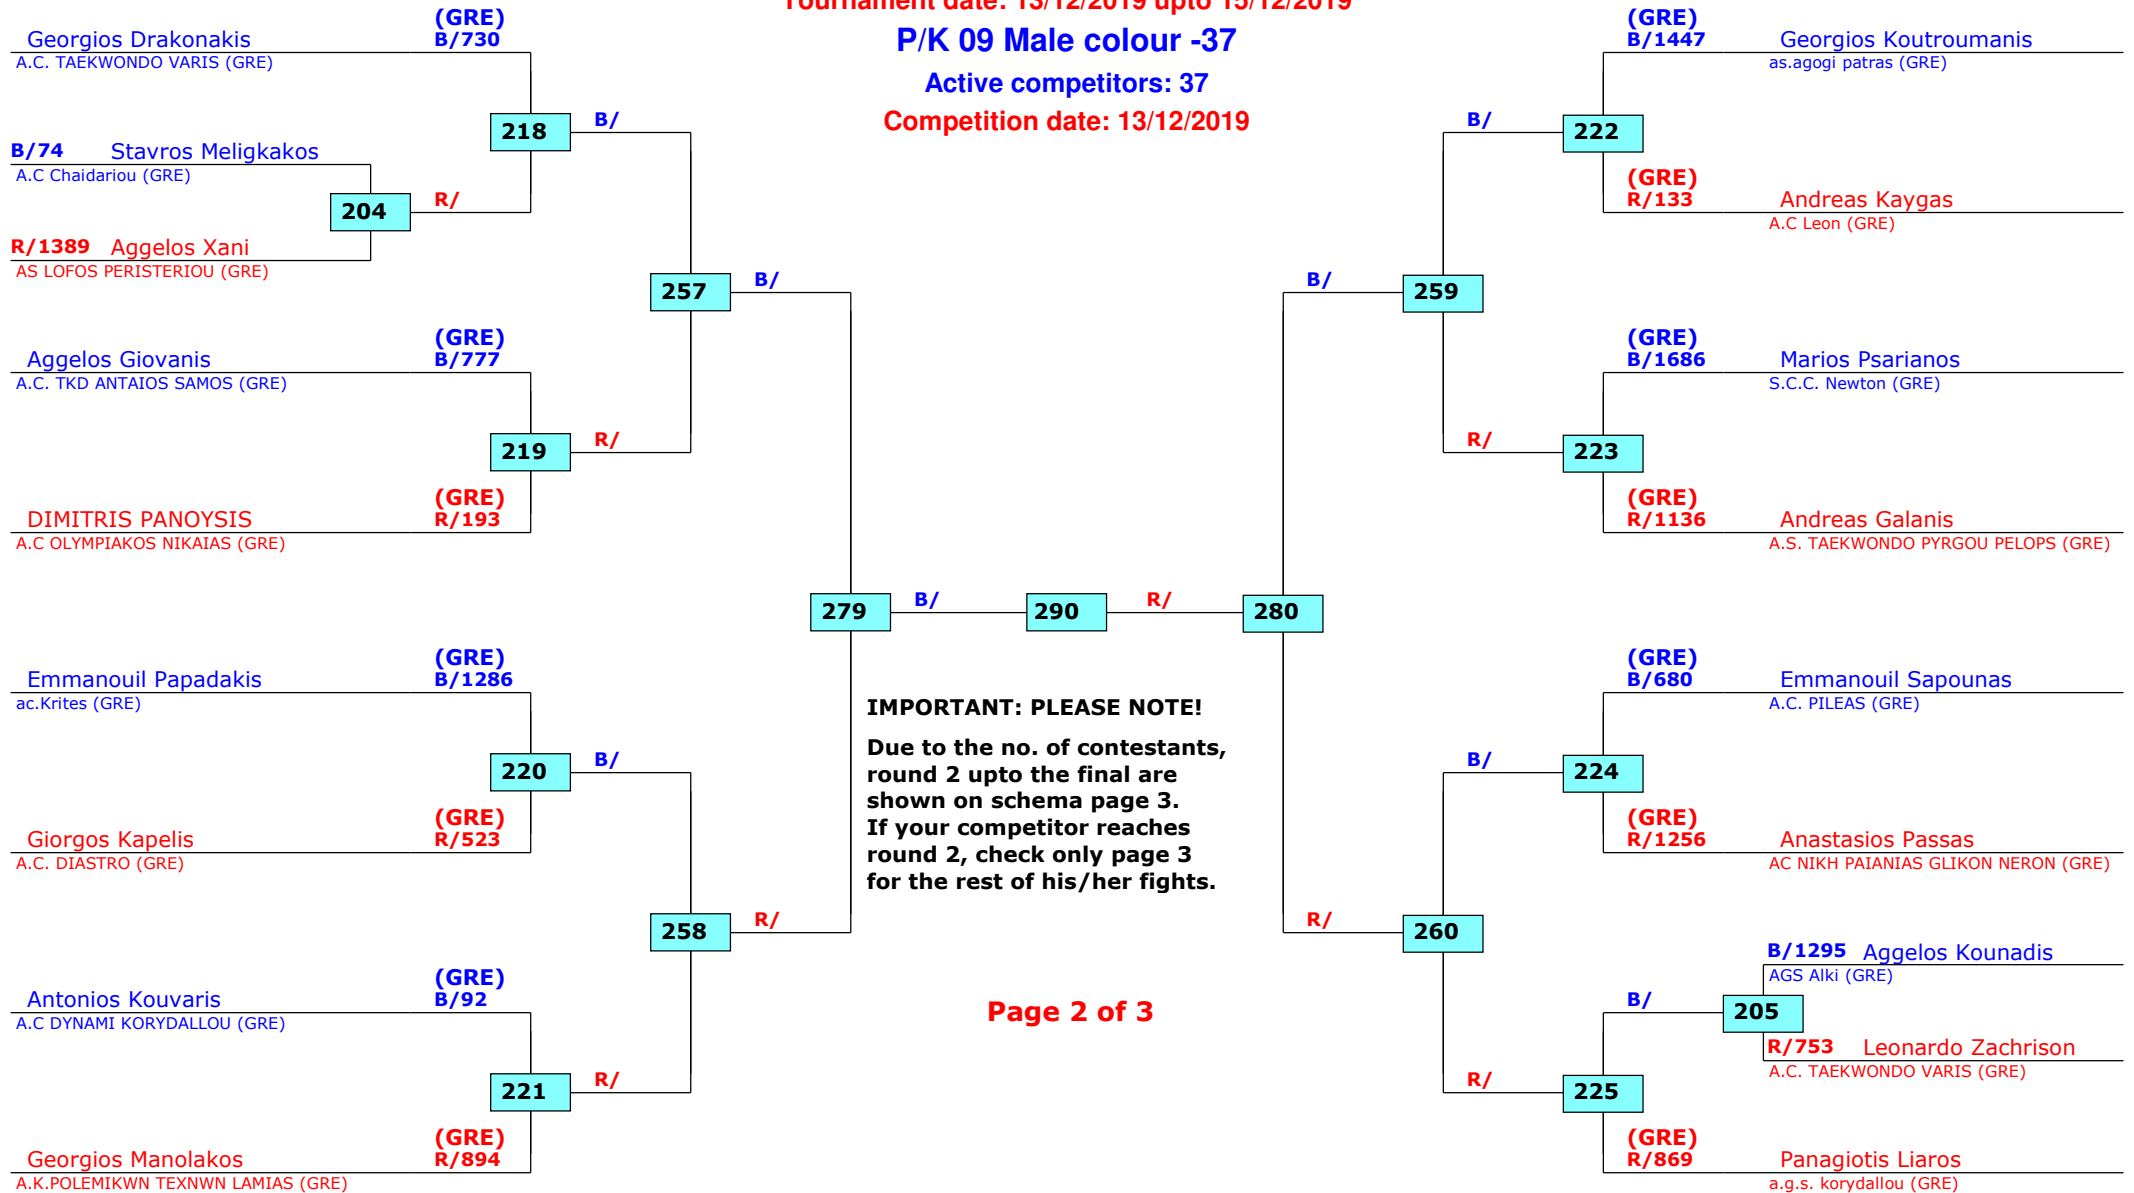 Tournament date: 13/12/2019 upto 15/12/2019
P/K 09 Male colour -37
Active competitors: 37
Competition date: 13/12/2019
(GRE)
Georgios Drakonakis B/730
A.C. TAEKWONDO VARIS (GRE)
218 B/
B/74 Stavros Meligkakos
A.C Chaidariou (GRE)
204 R/
R/1389 Aggelos Xani
AS LOFOS PERISTERIOU (GRE)
257 B/
(GRE)
Aggelos Giovanis B/777
A.C. TKD ANTAIOS SAMOS (GRE)
219 R/
(GRE)
DIMITRIS PANOYSIS R/193
A.C OLYMPIAKOS NIKAIAS (GRE)
279 B/ 290 R/ 280
(GRE)
Emmanouil Papadakis B/1286
ac.Krites (GRE)
220 B/
(GRE)
Giorgos Kapelis R/523
A.C. DIASTRO (GRE)
258 R/
(GRE)
Antonios Kouvaris B/92
A.C DYNAMI KORYDALLOU (GRE)
221 R/
(GRE)
Georgios Manolakos R/894
A.K.POLEMIKWN TEXNWN LAMIAS (GRE)
IMPORTANT: PLEASE NOTE!
Due to the no. of contestants,
round 2 upto the final are
shown on schema page 3.
If your competitor reaches
round 2, check only page 3
for the rest of his/her fights.
Page 2 of 3
(GRE)
B/1447 Georgios Koutroumanis
as.agogi patras (GRE)
B/ 222
(GRE)
R/133 Andreas Kaygas
A.C Leon (GRE)
B/ 259
(GRE)
B/1686 Marios Psarianos
S.C.C. Newton (GRE)
R/ 223
(GRE)
R/1136 Andreas Galanis
A.S. TAEKWONDO PYRGOU PELOPS (GRE)
(GRE)
B/680 Emmanouil Sapounas
A.C. PILEAS (GRE)
B/ 224
(GRE)
R/1256 Anastasios Passas
AC NIKH PAIANIAS GLIKON NERON (GRE)
R/ 260
B/1295 Aggelos Kounadis
AGS Alki (GRE)
B/ 205
R/753 Leonardo Zachrison
A.C. TAEKWONDO VARIS (GRE)
R/ 225
(GRE)
R/869 Panagiotis Liaros
a.g.s. korydallou (GRE)